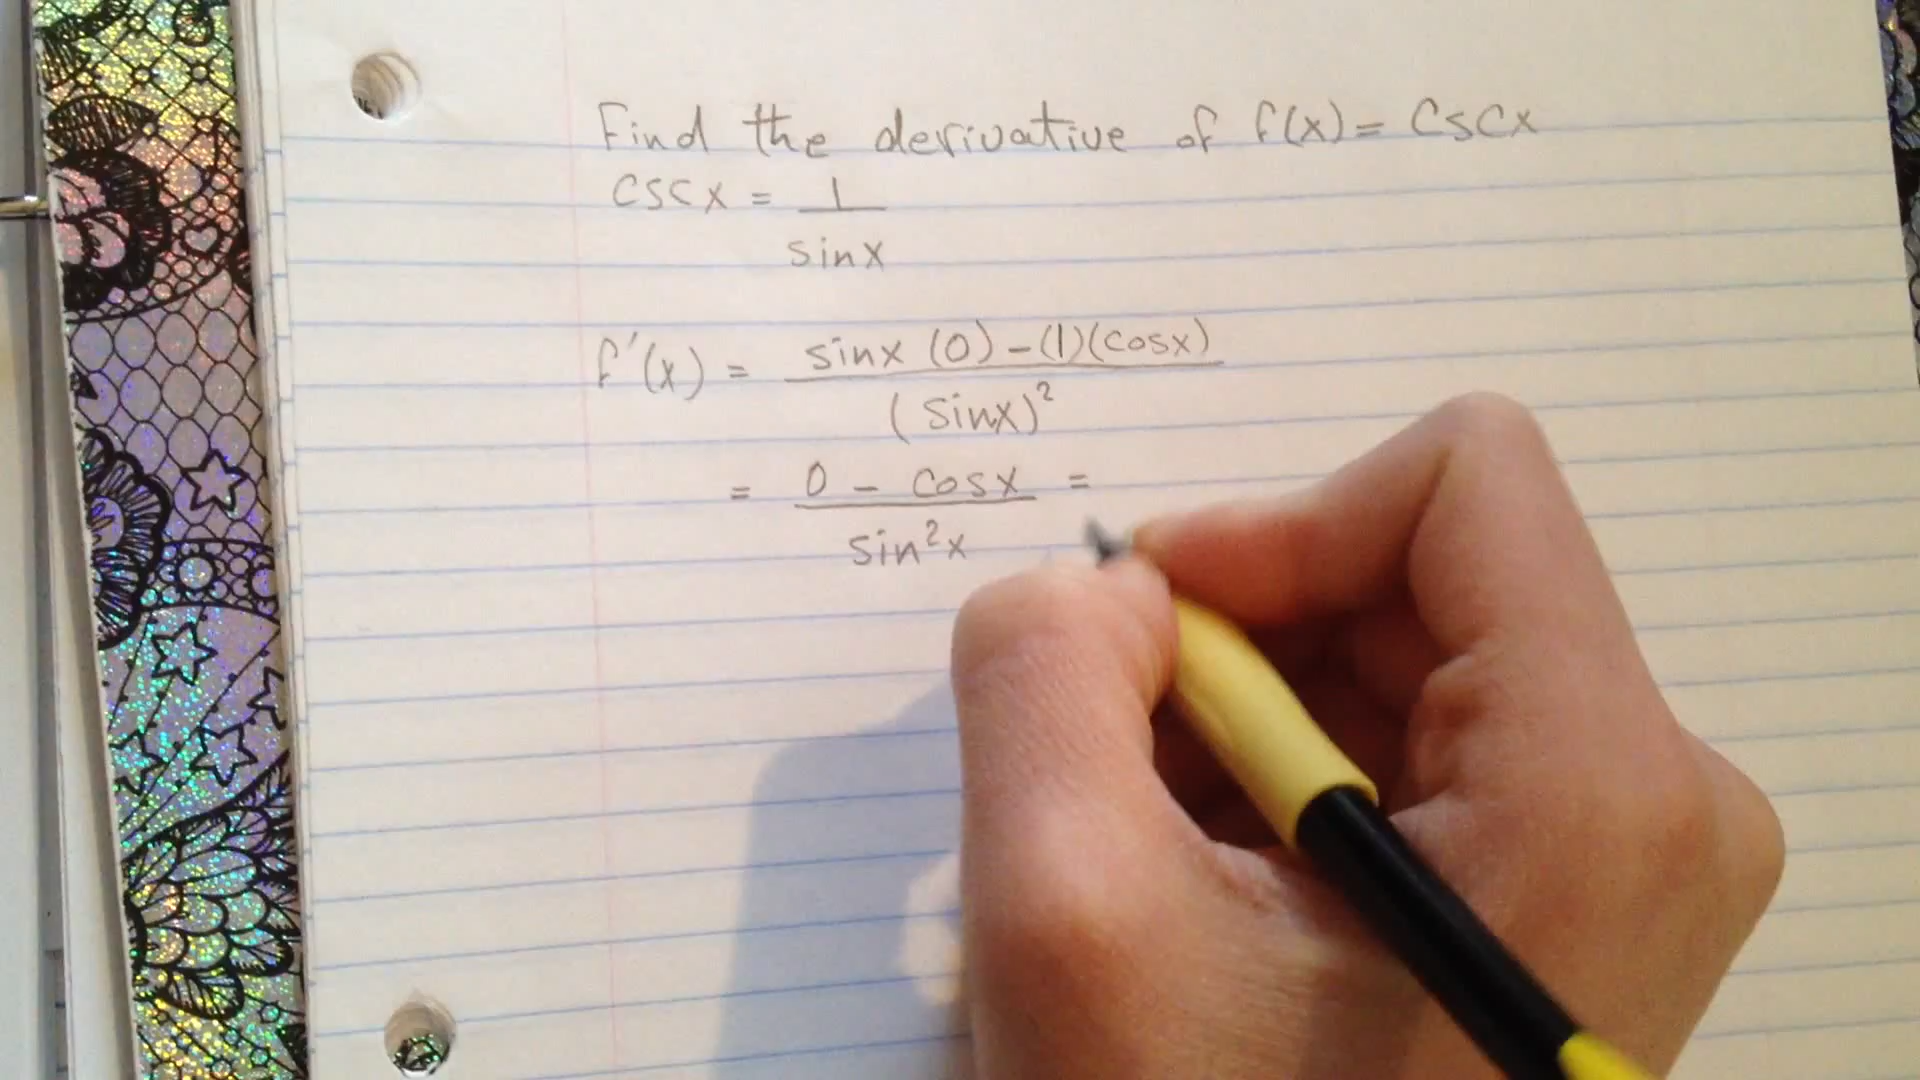 Find the derivative of f(x) = cscx
cscx = 1
sinx
f'(x) = sinx (0) - (1)(cosx)
(sinx)²
= 0 - cosx =
sin²x